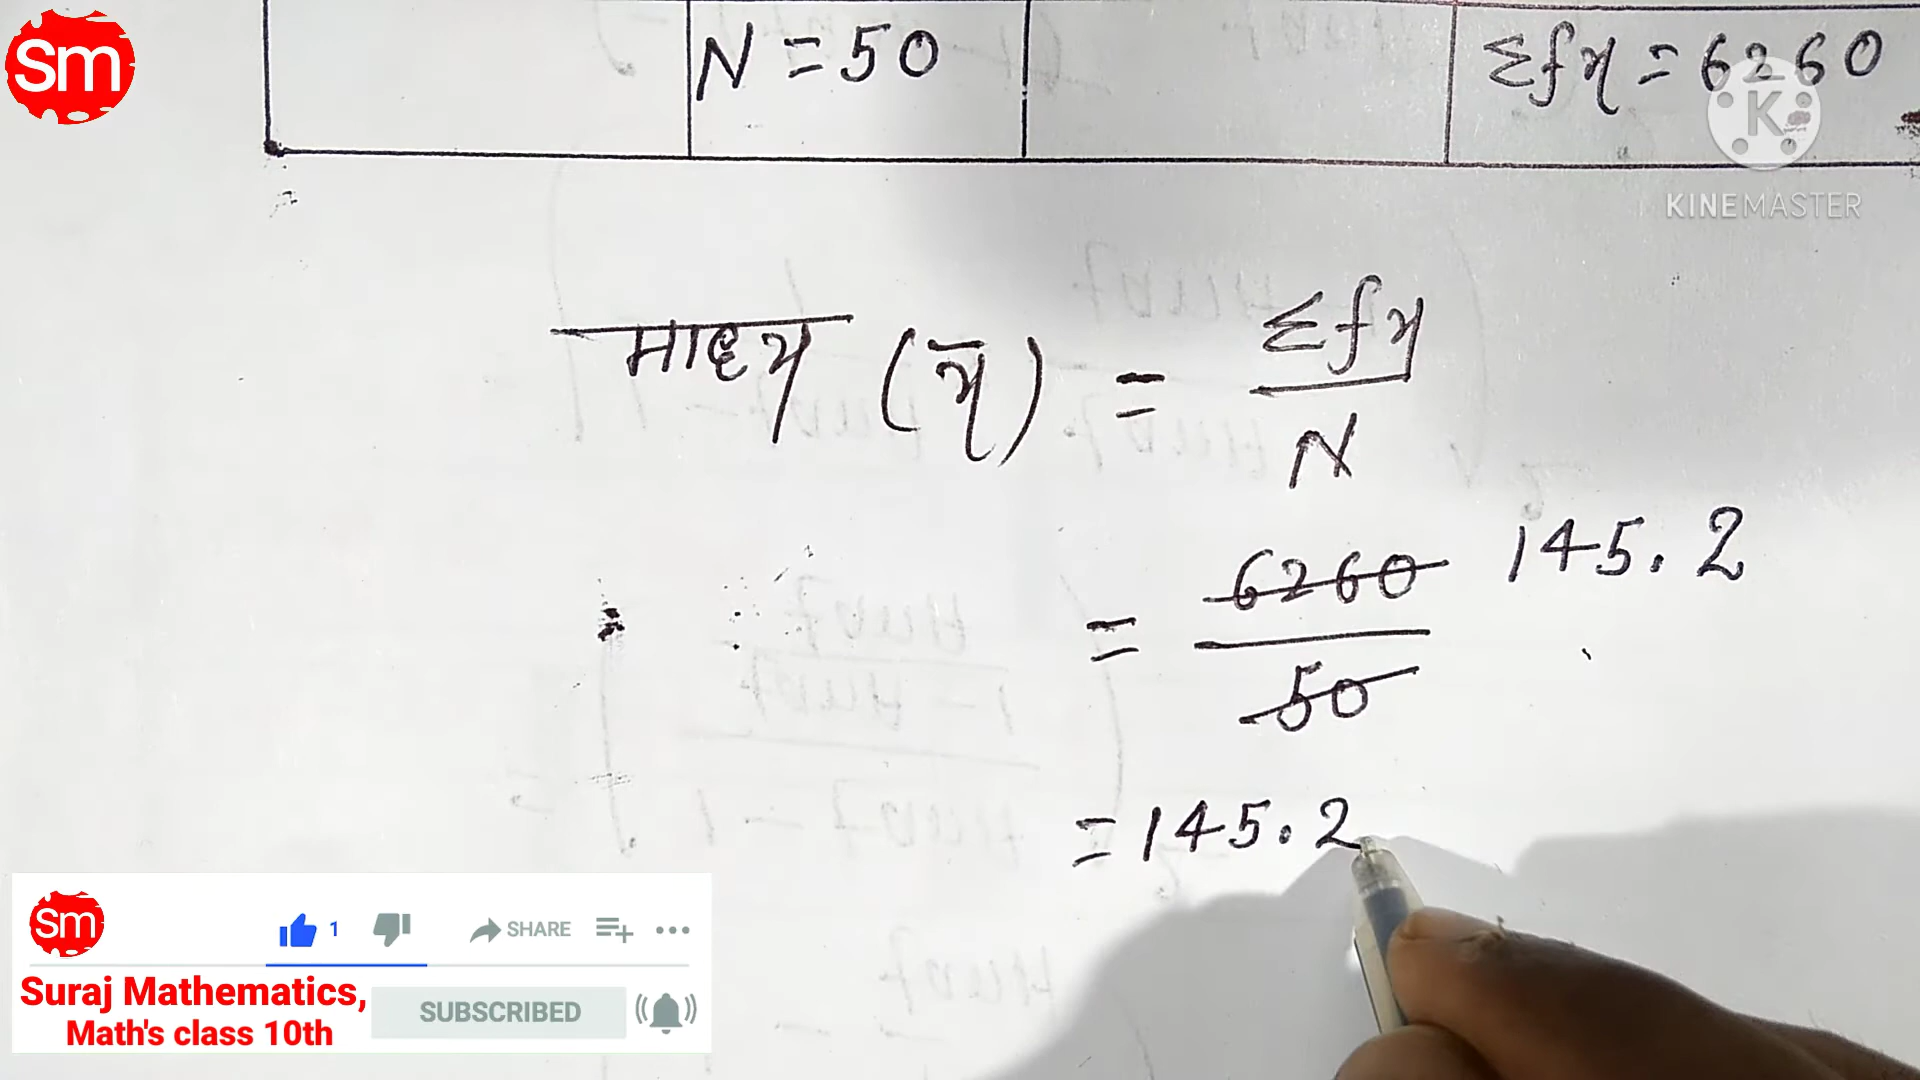 Sm
N = 50
Σfx = 6260
K
KINEMASTER
माध्य (x̄) = Σfx / N
= 6260 / 50 145.2
= 145.2
Sm
1
SHARE
Suraj Mathematics,
Math's class 10th
SUBSCRIBED